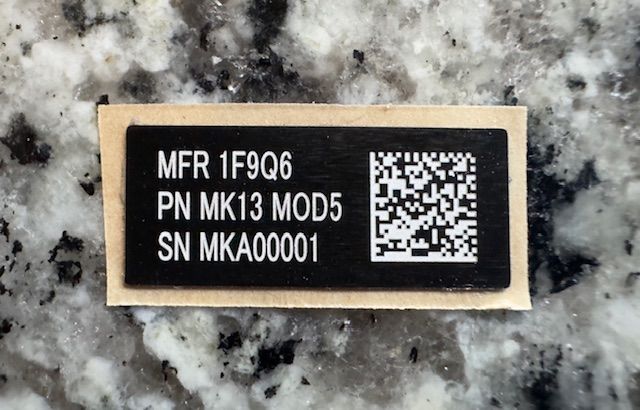 MFR 1F9Q6
PN MK13 MOD5
SN MKA00001